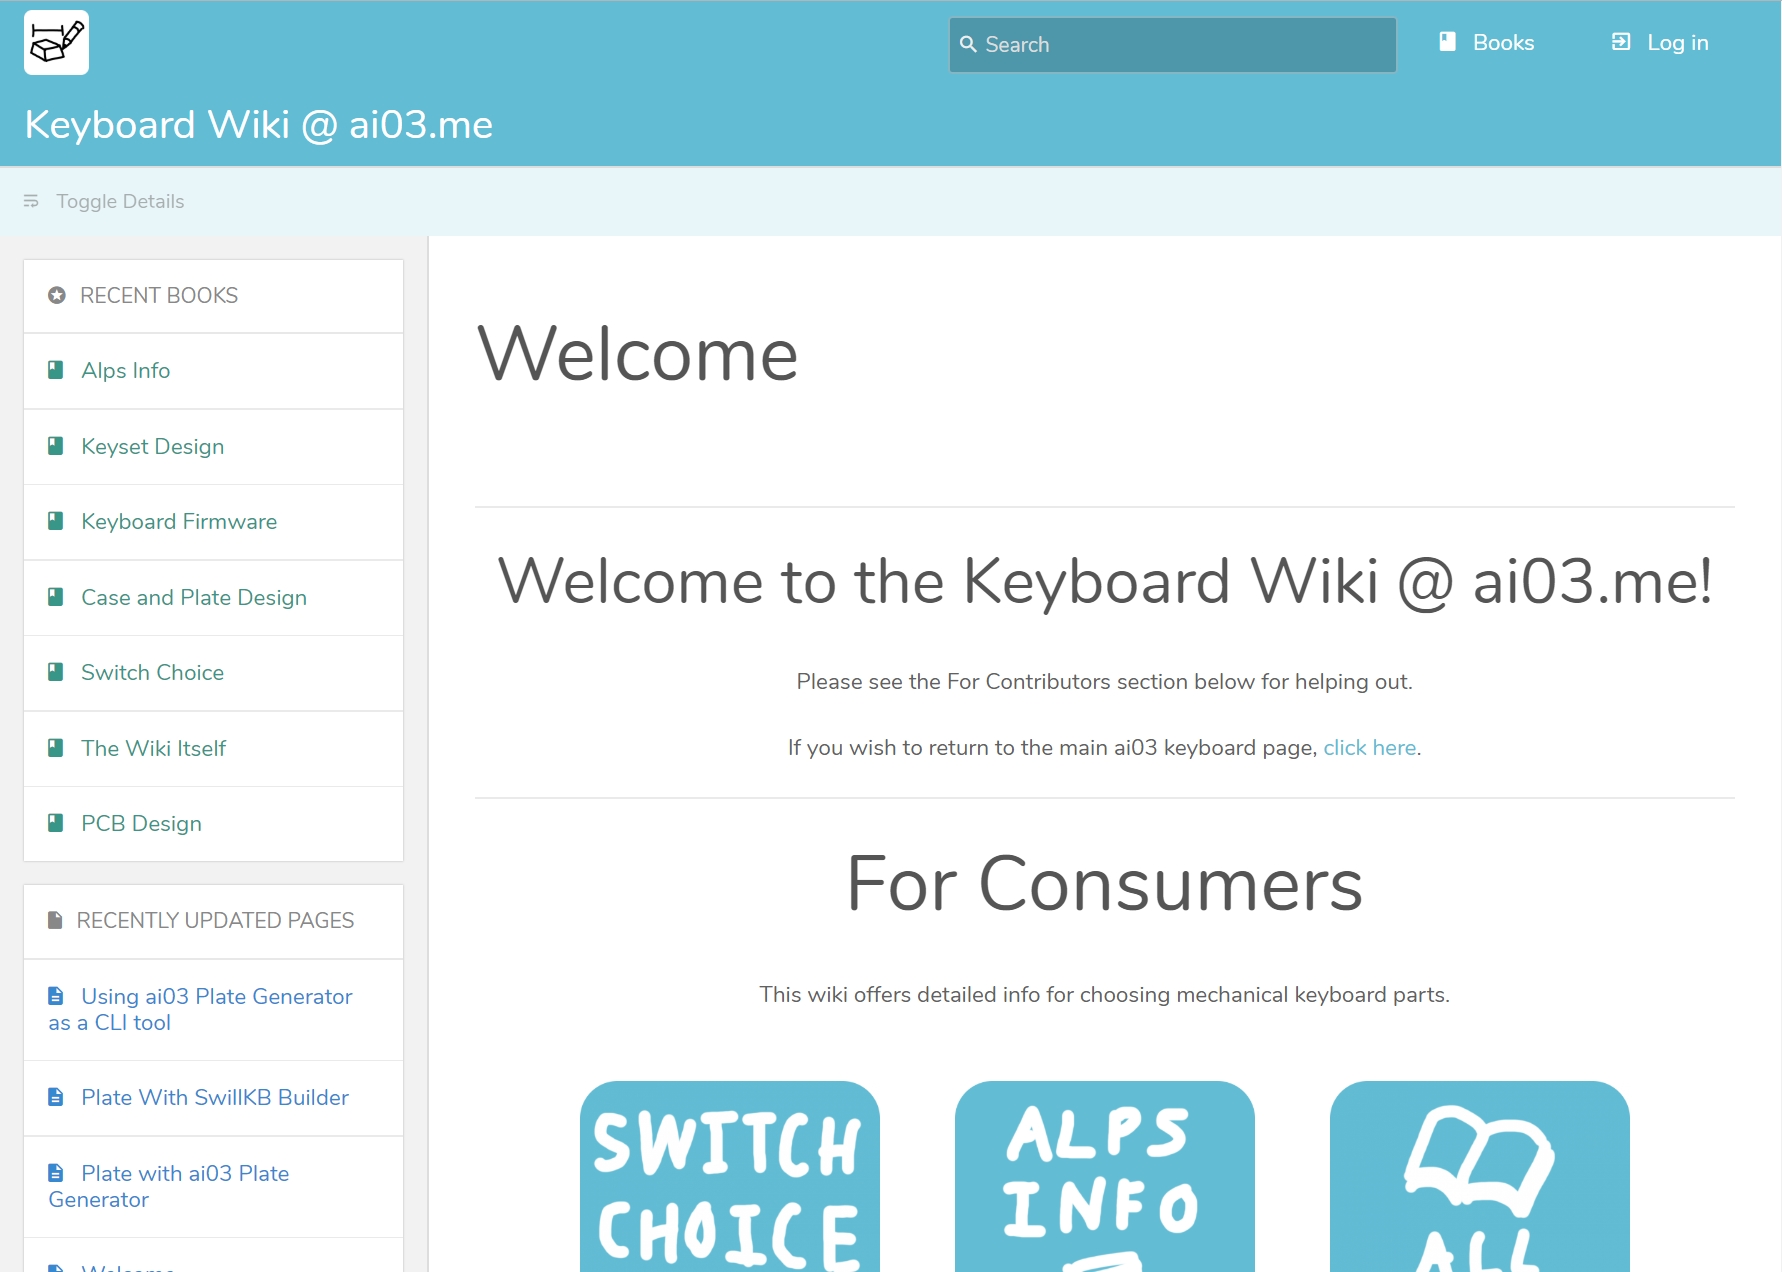 Search
Books
Log in
Keyboard Wiki @ ai03.me
Toggle Details
RECENT BOOKS
Alps Info
Keyset Design
Keyboard Firmware
Case and Plate Design
Switch Choice
The Wiki Itself
PCB Design
RECENTLY UPDATED PAGES
Using ai03 Plate Generator
as a CLI tool
Plate With SwillKB Builder
Plate with ai03 Plate
Generator
Welcome
Welcome
Welcome to the Keyboard Wiki @ ai03.me!
Please see the For Contributors section below for helping out.
If you wish to return to the main ai03 keyboard page, click here.
For Consumers
This wiki offers detailed info for choosing mechanical keyboard parts.
SWITCH
CHOICE
ALPS
INFO
ALL